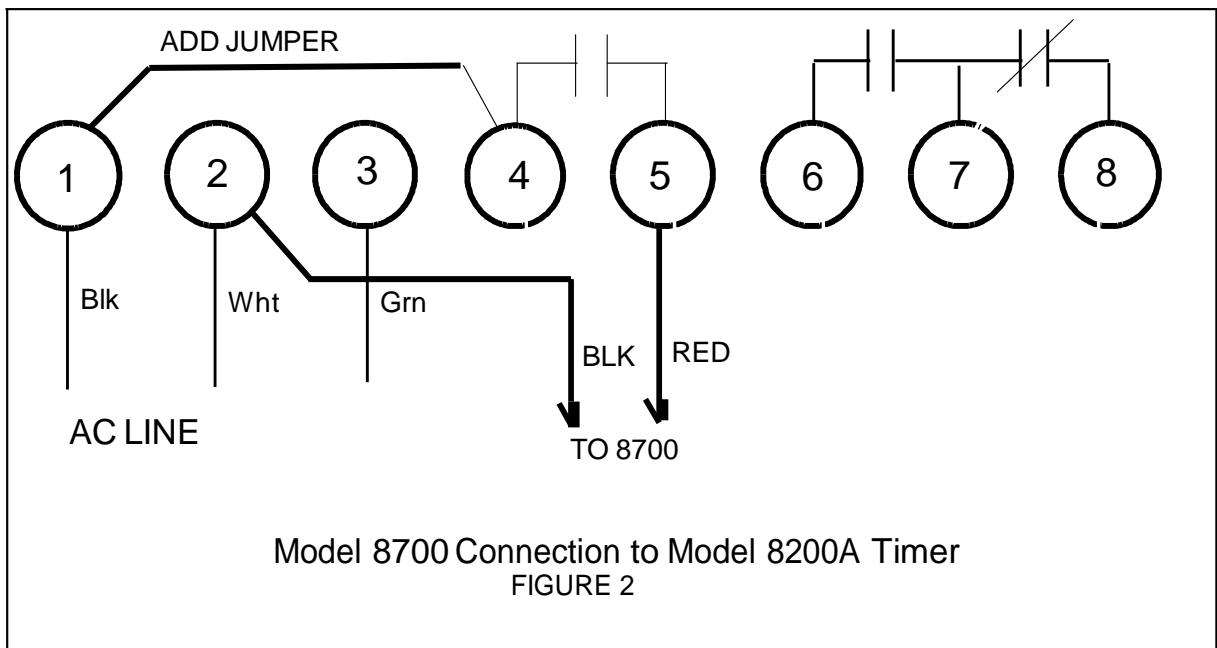 ADD JUMPER
1 2 3 4 5 6 7 8
Blk Wht Grn
BLK RED
AC LINE
TO 8700
Model 8700 Connection to Model 8200A Timer
FIGURE 2